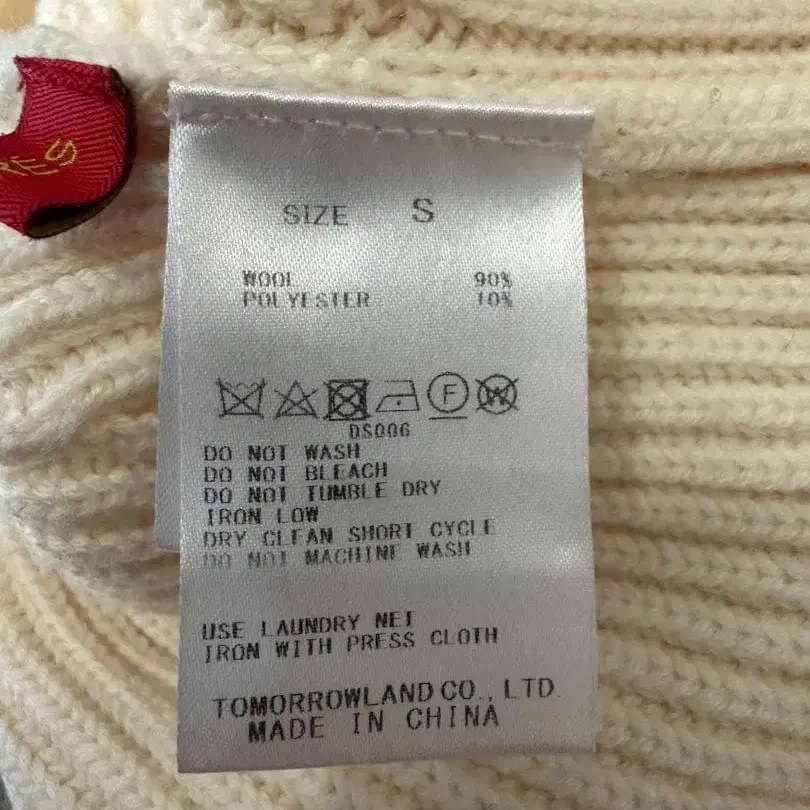 SIZE S
WOOL 90%
POLYESTER 10%
F W
DS006
DO NOT WASH
DO NOT BLEACH
DO NOT TUMBLE DRY
IRON LOW
DRY CLEAN SHORT CYCLE
DO NOT MACHINE WASH
USE LAUNDRY NET
IRON WITH PRESS CLOTH
TOMORROWLAND CO., LTD.
MADE IN CHINA